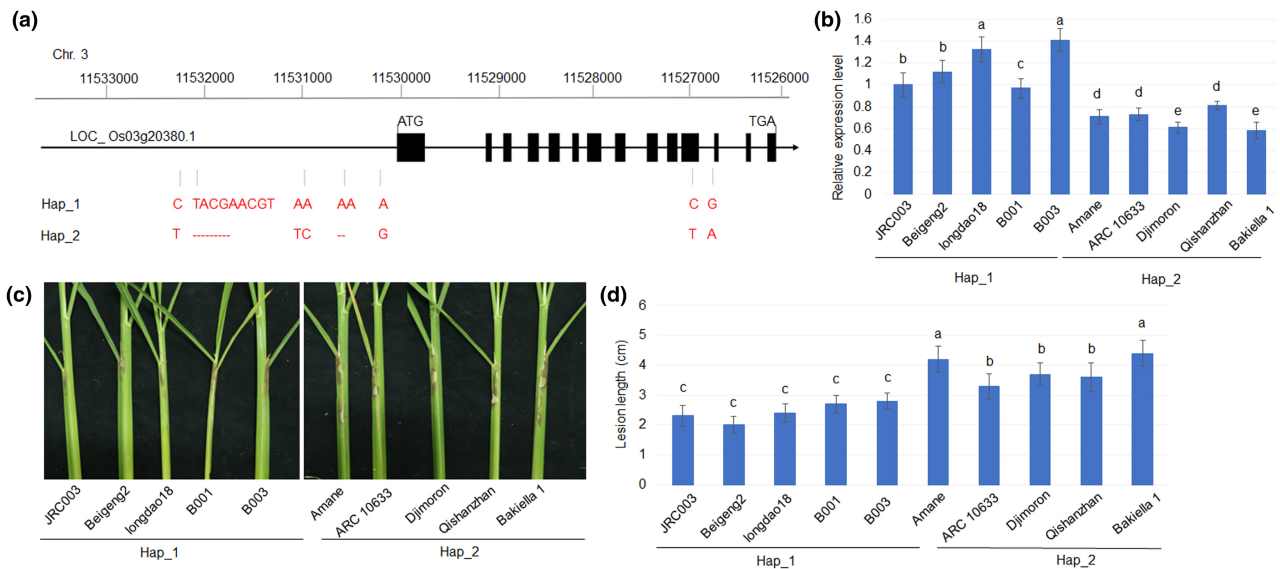 (a)
Chr. 3
11533000 11532000 11531000 11530000 11529000 11528000 11527000 11526000
LOC_ Os03g20380.1 ATG TGA
Hap_1 C TACGAACGT AA AA A C G
Hap_2 T --------- TC -- G T A
(b)
Relative expression level
1.6
1.4
1.2
1
0.8
0.6
0.4
0.2
0
b b a c a d d e d e
JRC003 Beigeng2 longdao18 B001 B003 Amane ARC 10633 Djimoron Qishanzhan Bakiella 1
Hap_1 Hap_2
(c)
JRC003 Beigeng2 longdao18 B001 B003 Amane ARC 10633 Djimoron Qishanzhan Bakiella 1
Hap_1 Hap_2
(d)
Lesion length (cm)
6
5
4
3
2
1
0
c c c c c a b b b a
JRC003 Beigeng2 longdao18 B001 B003 Amane ARC 10633 Djimoron Qishanzhan Bakiella 1
Hap_1 Hap_2